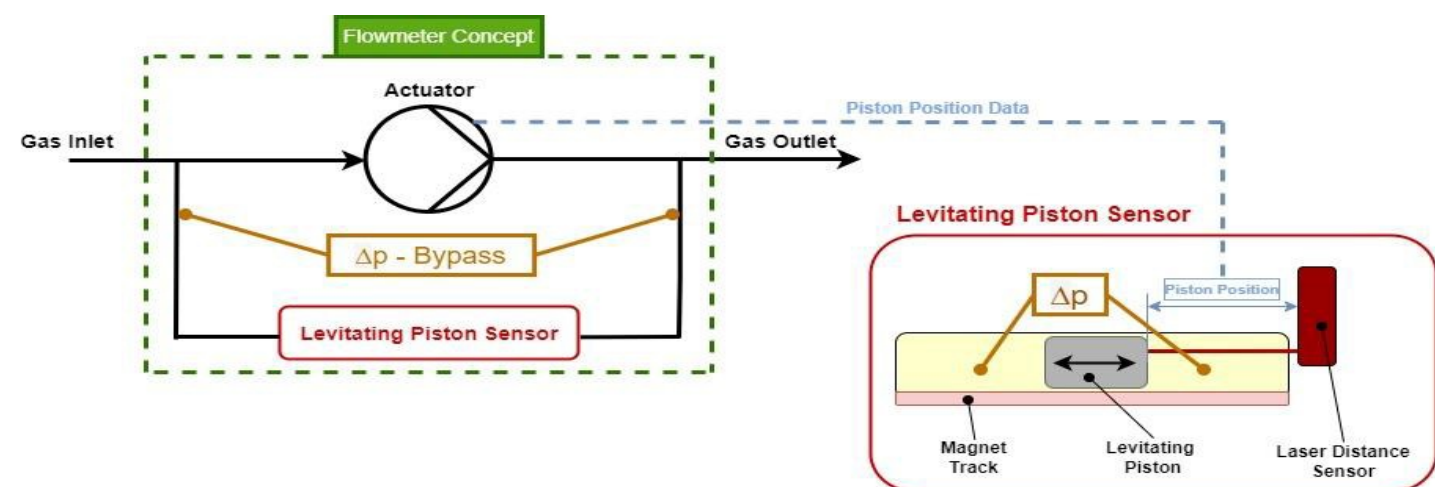 Flowmeter Concept
Actuator
Piston Position Data
Gas Inlet
Gas Outlet
Δp - Bypass
Levitating Piston Sensor
Levitating Piston Sensor
Δp
Piston Position
Magnet
Track
Levitating
Piston
Laser Distance
Sensor